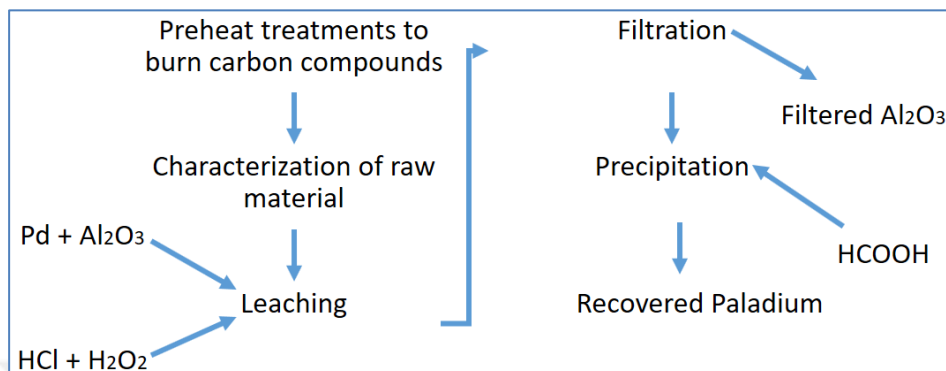 Preheat treatments to
burn carbon compounds
Characterization of raw
material
Pd + Al₂O₃
Leaching
HCl + H₂O₂
Filtration
Filtered Al₂O₃
Precipitation
HCOOH
Recovered Paladium